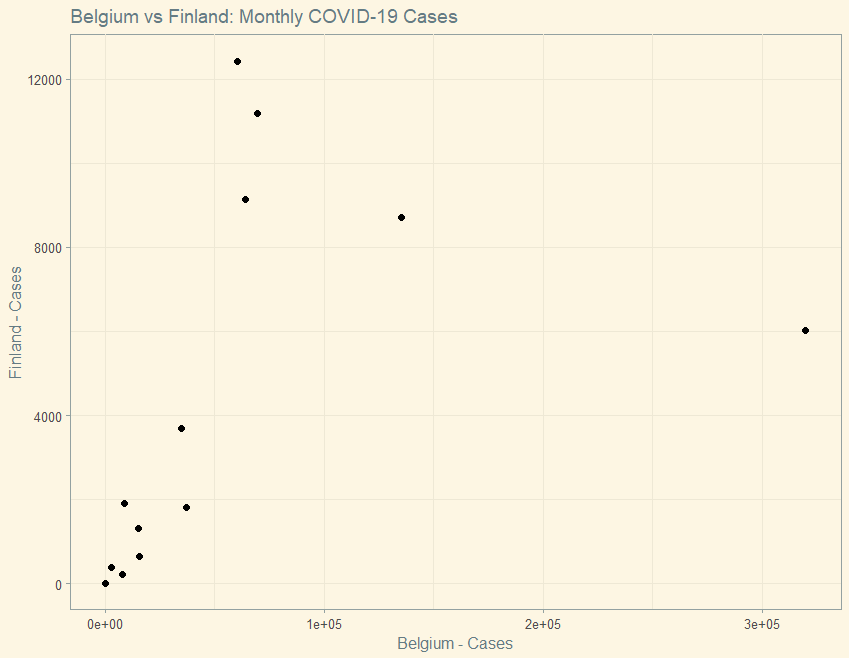 Belgium vs Finland: Monthly COVID-19 Cases
12000
8000
4000
0
Finland - Cases
0e+00 1e+05 2e+05 3e+05
Belgium - Cases